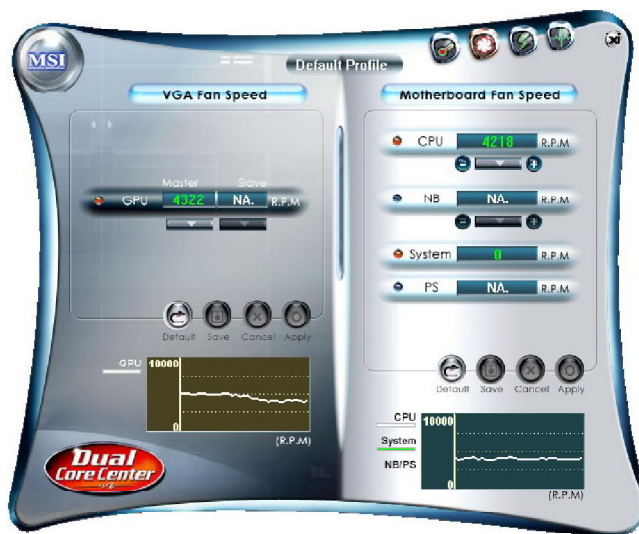 MSI
Default Profile
VGA Fan Speed
Master Slave
GPU 4322 NA. R.P.M
Default Save Cancel Apply
GPU 10000
0
(R.P.M)
Dual
Core Center
Motherboard Fan Speed
CPU 4218 R.P.M
NB NA. R.P.M
System 0 R.P.M
PS NA. R.P.M
Default Save Cancel Apply
CPU 10000
System
NB/PS
0
(R.P.M)